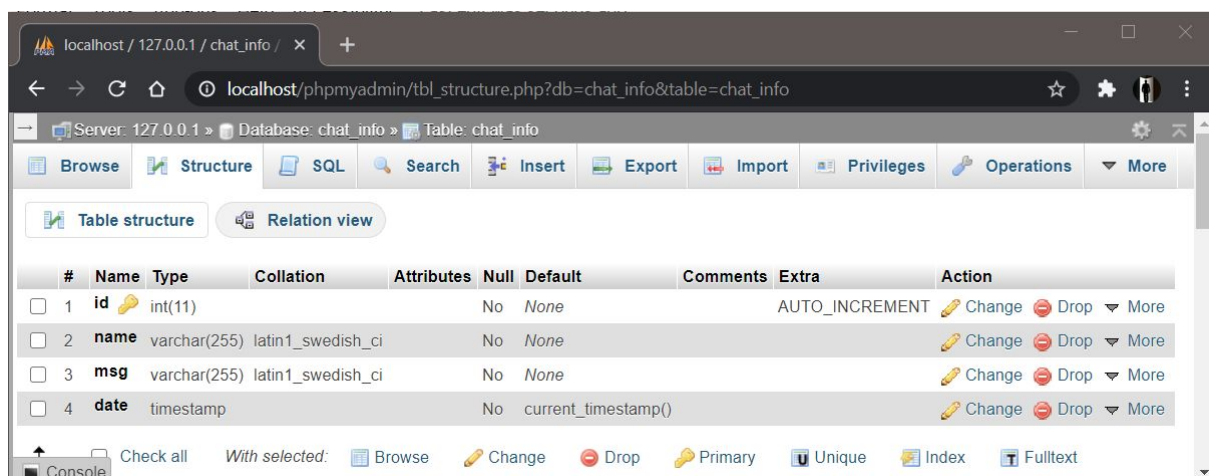 localhost / 127.0.0.1 / chat_info /
localhost/phpmyadmin/tbl_structure.php?db=chat_info&table=chat_info
Server: 127.0.0.1 » Database: chat_info » Table: chat_info
Browse Structure SQL Search Insert Export Import Privileges Operations More
Table structure Relation view
# Name Type Collation Attributes Null Default Comments Extra Action
1 id int(11) No None AUTO_INCREMENT Change Drop More
2 name varchar(255) latin1_swedish_ci No None Change Drop More
3 msg varchar(255) latin1_swedish_ci No None Change Drop More
4 date timestamp No current_timestamp() Change Drop More
Check all With selected: Browse Change Drop Primary Unique Index Fulltext
Console